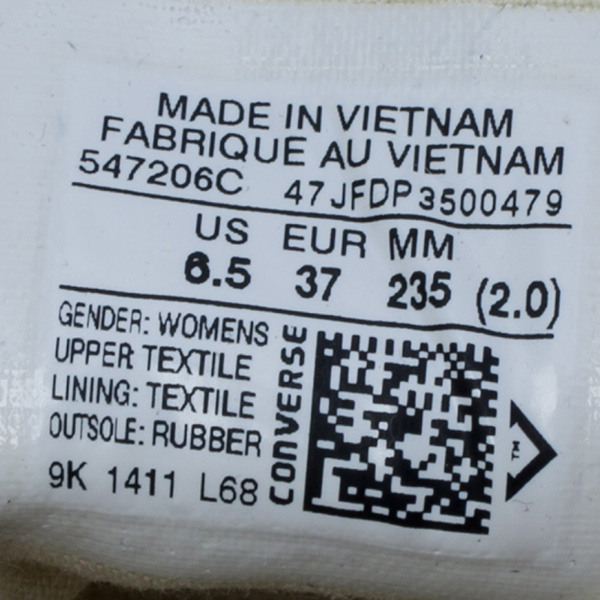 MADE IN VIETNAM
FABRIQUE AU VIETNAM
547206C 47JFDP3500479
US EUR MM
6.5 37 235 (2.0)
GENDER: WOMENS
UPPER: TEXTILE
LINING: TEXTILE
OUTSOLE: RUBBER
9K 1411 L68
CONVERSE